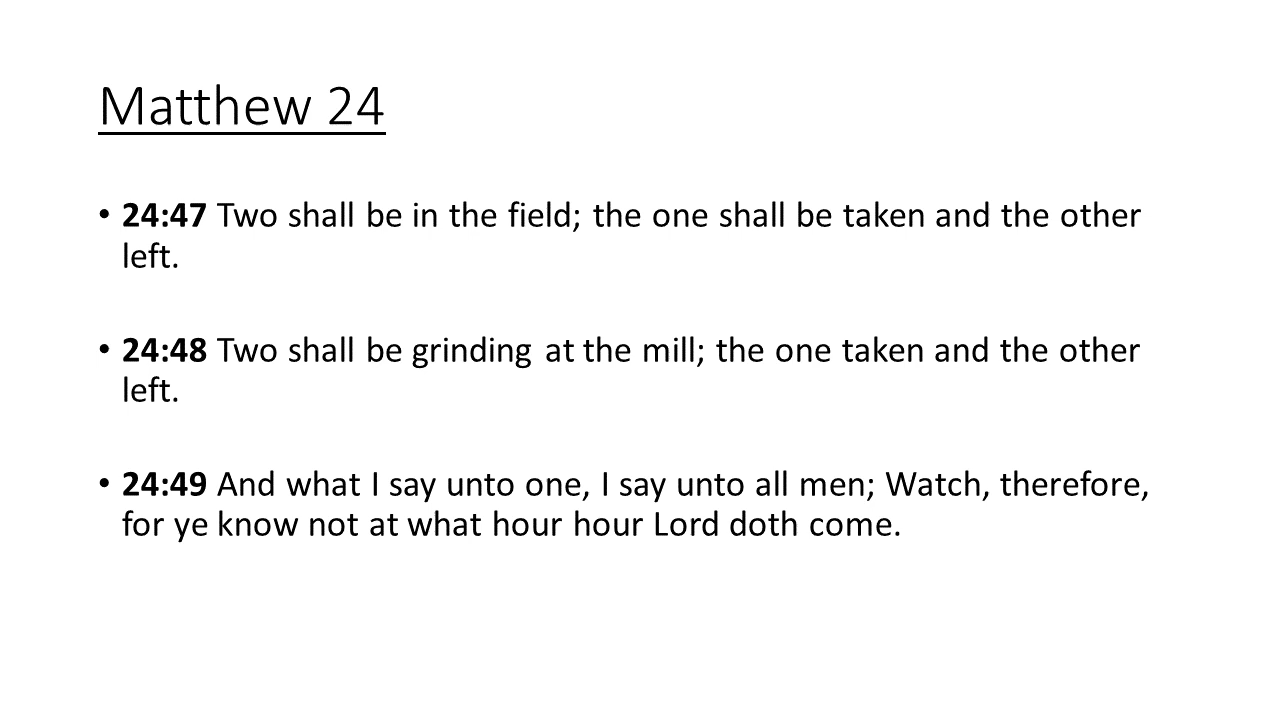 Matthew 24
• 24:47 Two shall be in the field; the one shall be taken and the other
left.
• 24:48 Two shall be grinding at the mill; the one taken and the other
left.
• 24:49 And what I say unto one, I say unto all men; Watch, therefore,
for ye know not at what hour hour Lord doth come.